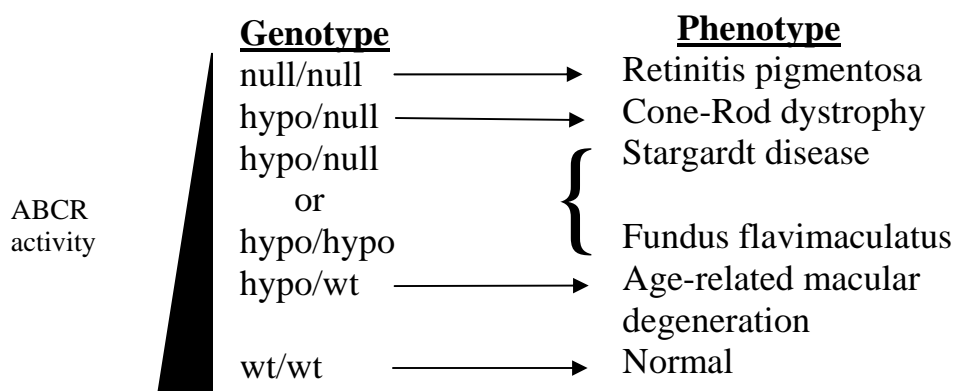 Genotype Phenotype
null/null Retinitis pigmentosa
hypo/null Cone-Rod dystrophy
hypo/null Stargardt disease
or
ABCR
activity
hypo/hypo Fundus flavimaculatus
hypo/wt Age-related macular
degeneration
wt/wt Normal